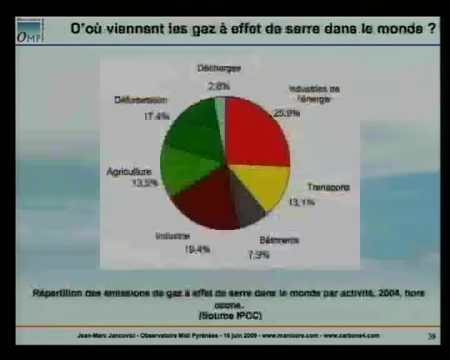 OMP
D'où viennent les gaz à effet de serre dans le monde ?
Décharges
2,8%
Industries de
l'énergie
25,9%
Déforestation
17,4%
Agriculture
13,5%
Transports
13,1%
Industrie
19,4%
Bâtiments
7,9%
Répartition des émissions de gaz à effet de serre dans le monde par activité, 2004, hors
ozone.
(Source IPCC)
Jean-Marc Jancovici - Observatoire Midi Pyrénées - 16 juin 2009 - www.manicore.com - www.carbone4.com